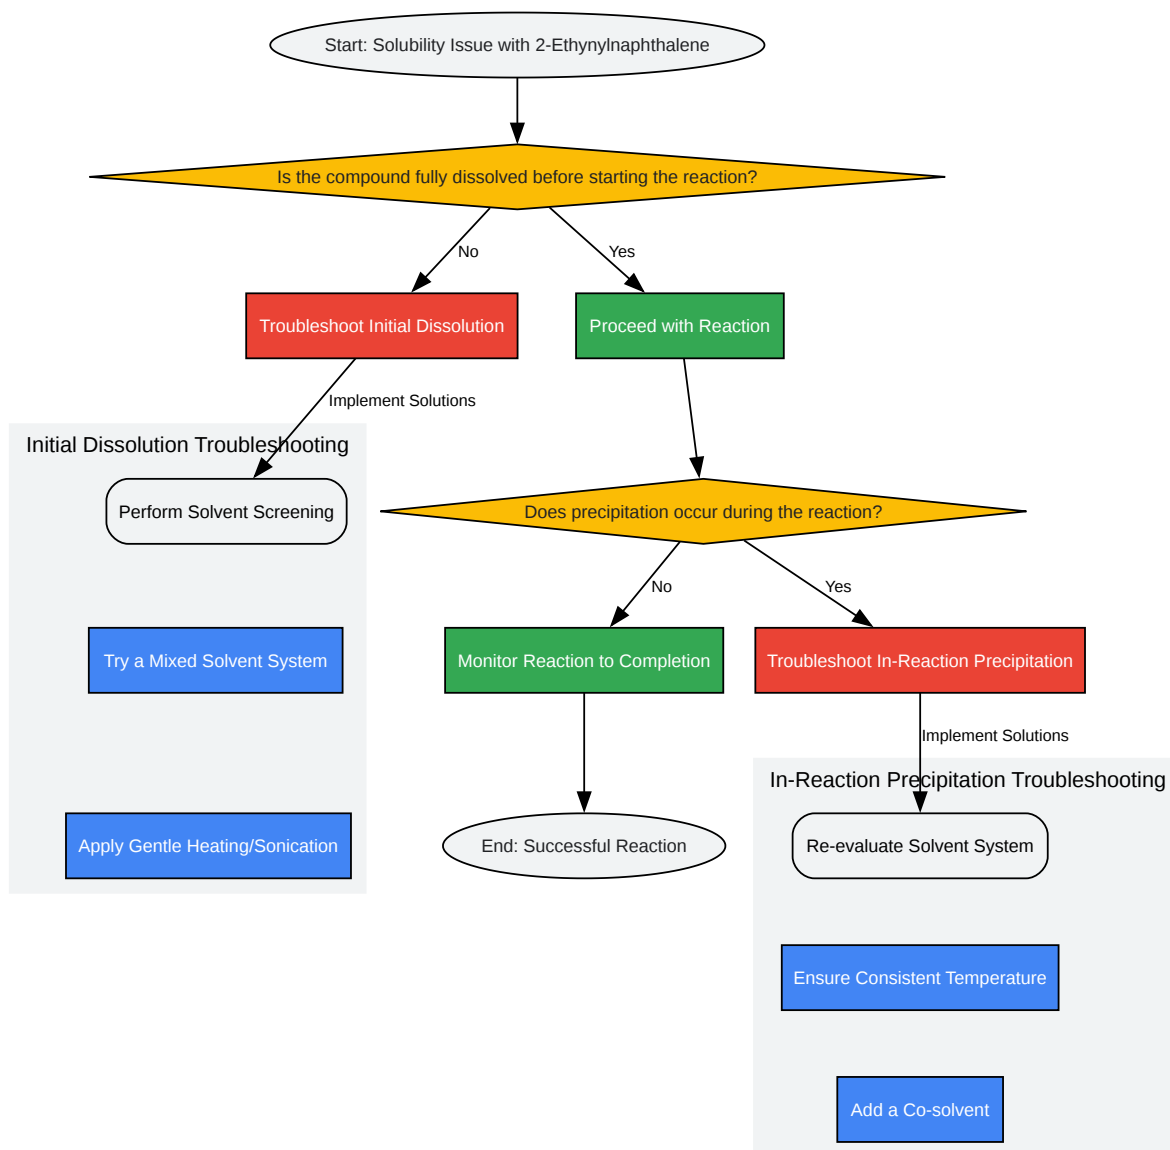 Start: Solubility Issue with 2-Ethynylnaphthalene
Is the compound fully dissolved before starting the reaction?
No
Yes
Troubleshoot Initial Dissolution
Proceed with Reaction
Implement Solutions
Initial Dissolution Troubleshooting
Perform Solvent Screening
Does precipitation occur during the reaction?
No
Yes
Try a Mixed Solvent System
Monitor Reaction to Completion
Troubleshoot In-Reaction Precipitation
Implement Solutions
In-Reaction Precipitation Troubleshooting
Apply Gentle Heating/Sonication
End: Successful Reaction
Re-evaluate Solvent System
Ensure Consistent Temperature
Add a Co-solvent